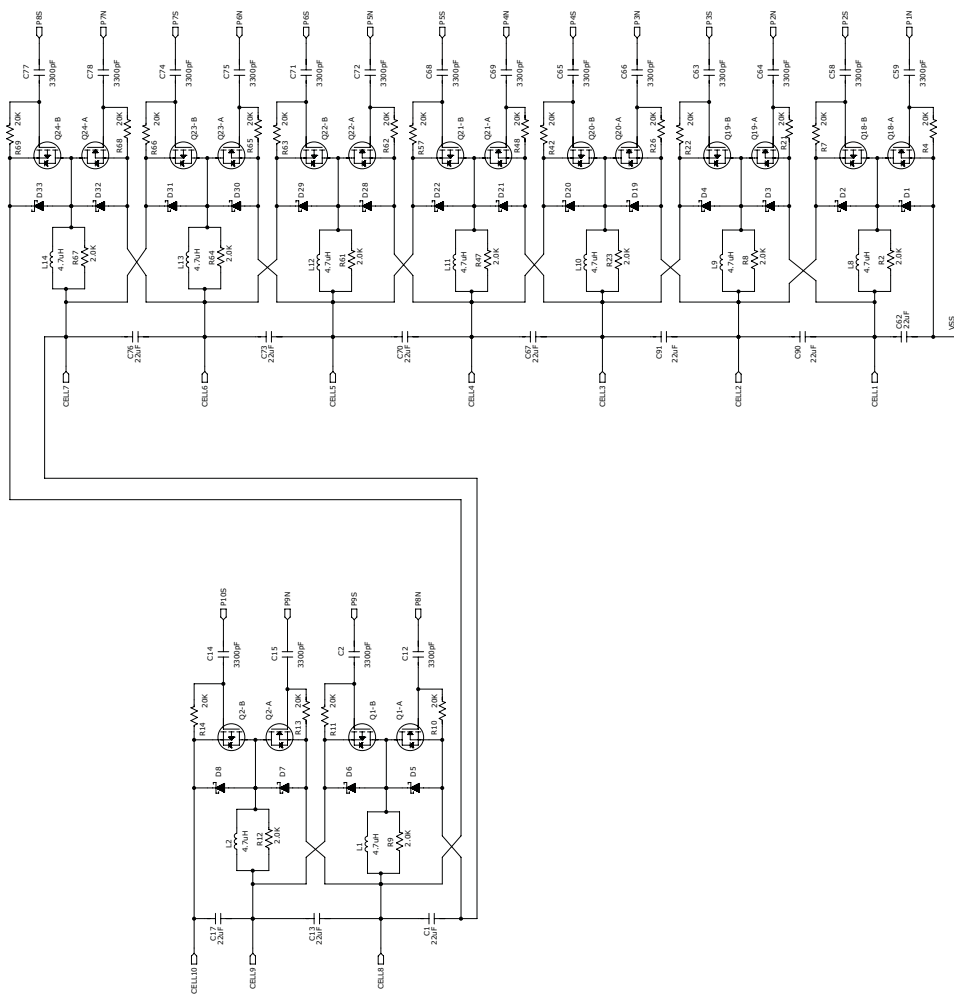 P8S
P7N
P7S
P6N
P6S
P5N
P5S
P4N
P4S
P3N
P3S
P2N
P2S
P1N
C77
3300pF
C78
3300pF
C74
3300pF
C75
3300pF
C71
3300pF
C72
3300pF
C68
3300pF
C69
3300pF
C65
3300pF
C66
3300pF
C63
3300pF
C64
3300pF
C58
3300pF
C59
3300pF
20K
R69
20K
R68
20K
R66
20K
R65
20K
R63
20K
R62
20K
R57
20K
R48
20K
R42
20K
R26
20K
R22
20K
R21
20K
R7
20K
R4
Q24-B
Q24-A
Q23-B
Q23-A
Q22-B
Q22-A
Q21-B
Q21-A
Q20-B
Q20-A
Q19-B
Q19-A
Q18-B
Q18-A
D33
D32
D31
D30
D29
D28
D22
D21
D20
D19
D4
D3
D2
D1
L14
4.7uH
R67
2.0K
L13
4.7uH
R64
2.0K
L12
4.7uH
R61
2.0K
L11
4.7uH
R47
2.0K
L10
4.7uH
R23
2.0K
L9
4.7uH
R8
2.0K
L8
4.7uH
R2
2.0K
C76
22uF
C73
22uF
C70
22uF
C67
22uF
C91
22uF
C90
22uF
C62
22uF
VSS
CELL7
CELL6
CELL5
CELL4
CELL3
CELL2
CELL1
P10S
P9N
P9S
P8N
C14
3300pF
C15
3300pF
C2
3300pF
C12
3300pF
20K
R14
20K
R13
20K
R11
20K
R10
Q2-B
Q2-A
Q1-B
Q1-A
D8
D7
D6
D5
L2
4.7uH
R12
2.0K
L1
4.7uH
R9
2.0K
C17
22uF
C13
22uF
C1
22uF
CELL10
CELL9
CELL8